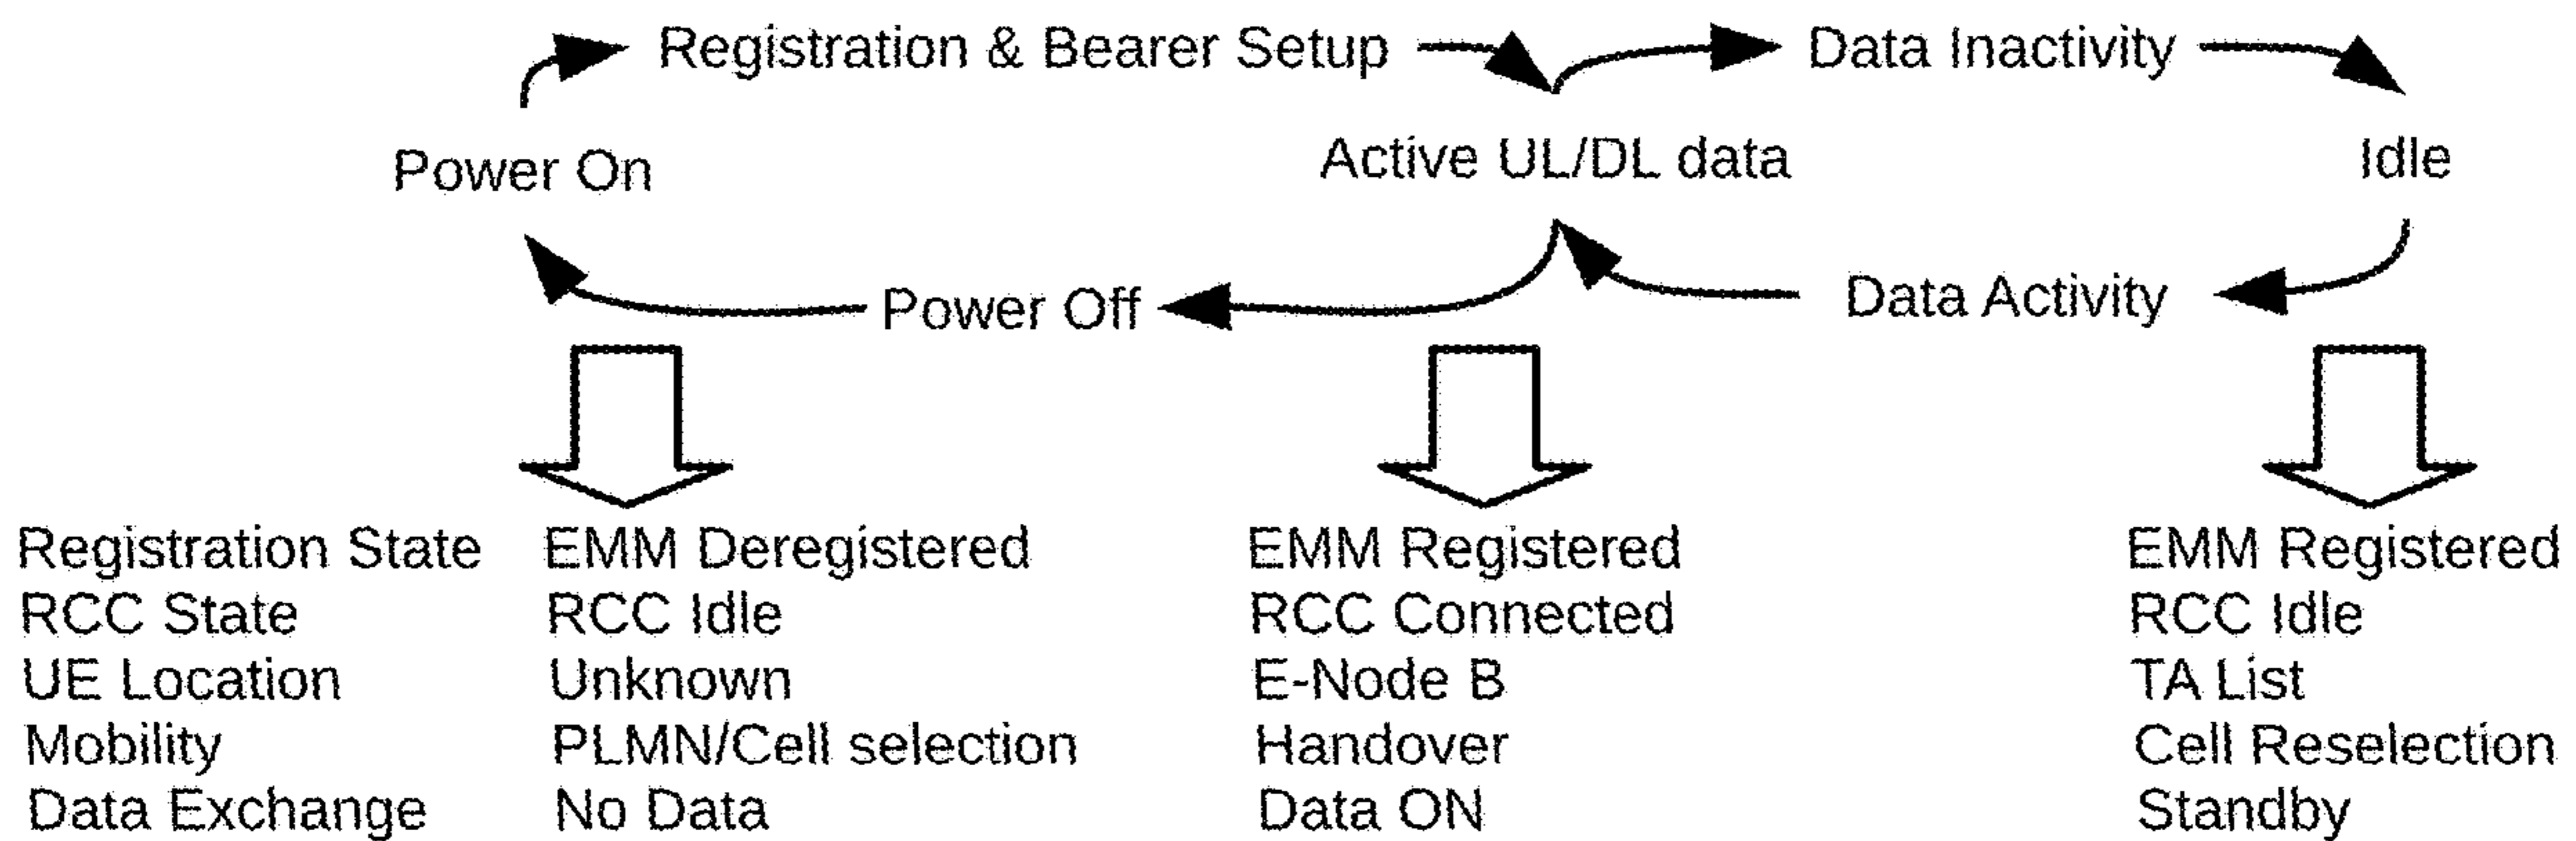 Registration & Bearer Setup
Data Inactivity
Power On
Active UL/DL data
Idle
Power Off
Data Activity
Registration State EMM Deregistered EMM Registered EMM Registered
RCC State RCC Idle RCC Connected RCC Idle
UE Location Unknown E-Node B TA List
Mobility PLMN/Cell selection Handover Cell Reselection
Data Exchange No Data Data ON Standby